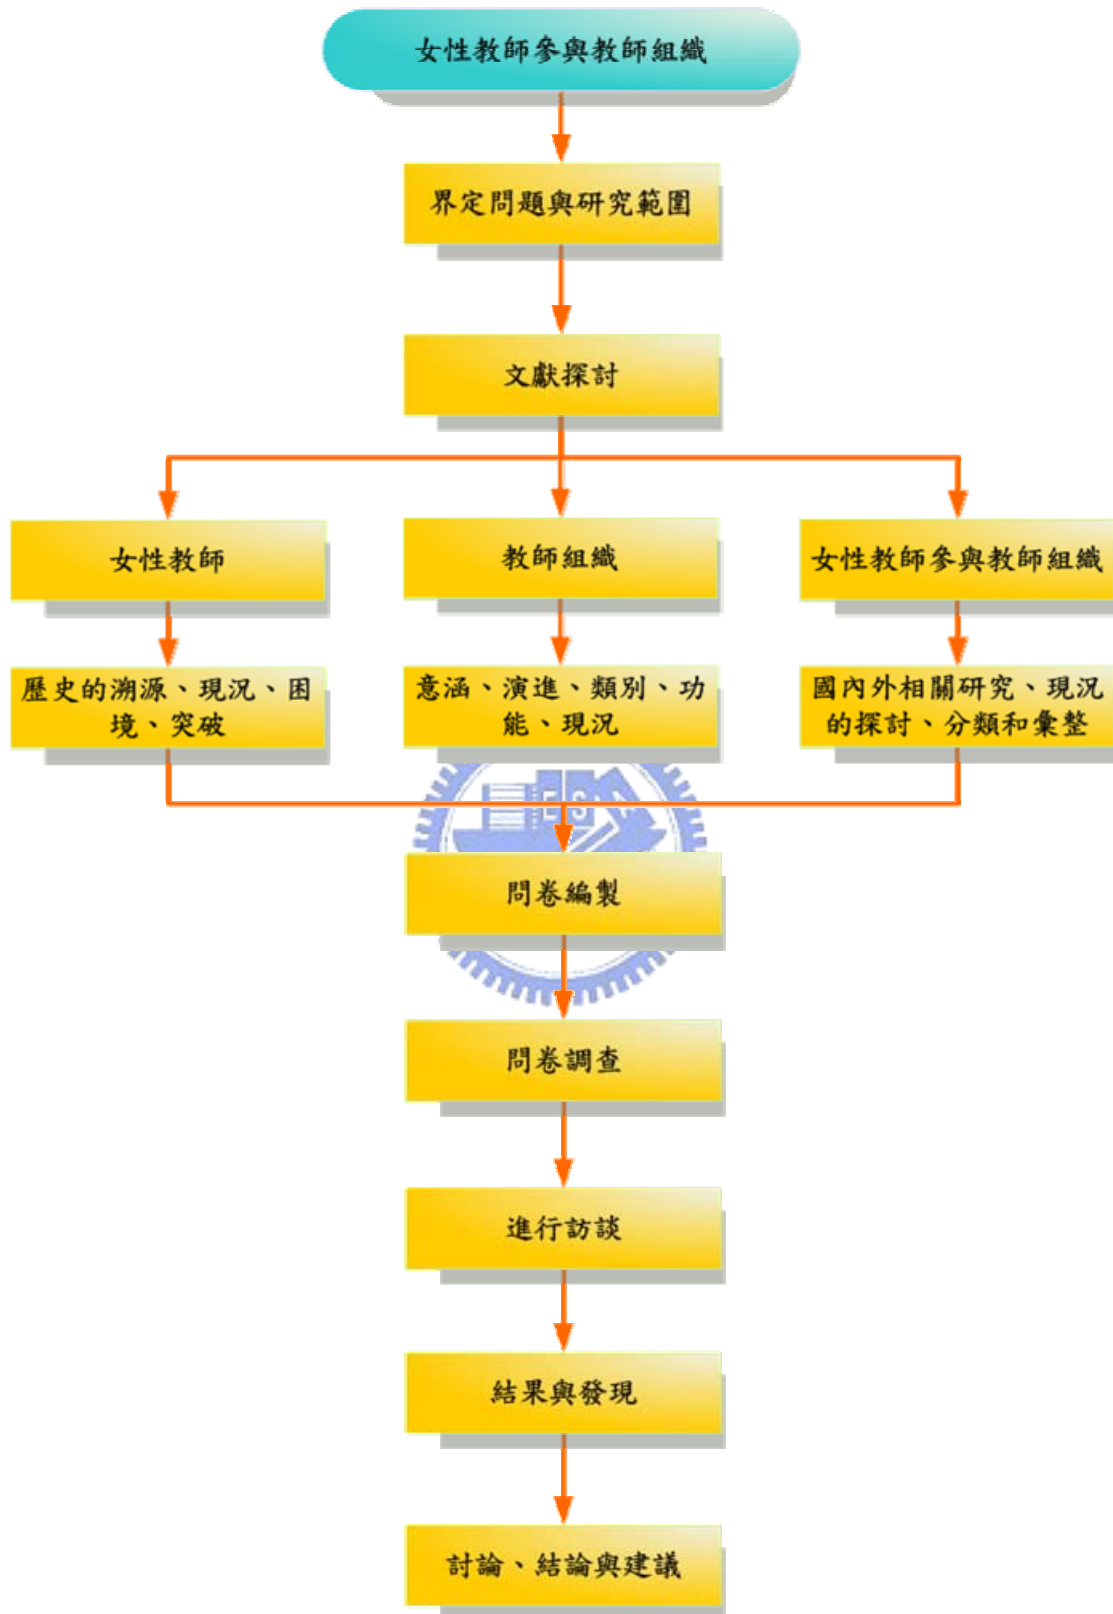 女性教師參與教師組織
界定問題與研究範圍
文獻探討
女性教師
教師組織
女性教師參與教師組織
歷史的溯源、現況、困
境、突破
意涵、演進、類別、功
能、現況
國內外相關研究、現況
的探討、分類和彙整
問卷編製
問卷調查
進行訪談
結果與發現
討論、結論與建議